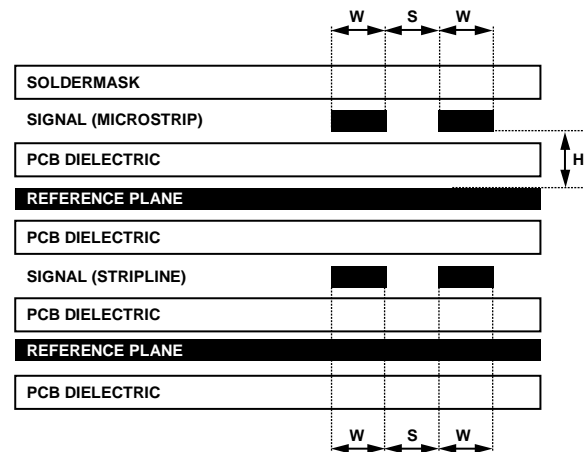 W S W
SOLDERMASK
SIGNAL (MICROSTRIP)
H
PCB DIELECTRIC
REFERENCE PLANE
PCB DIELECTRIC
SIGNAL (STRIPLINE)
PCB DIELECTRIC
REFERENCE PLANE
PCB DIELECTRIC
W S W